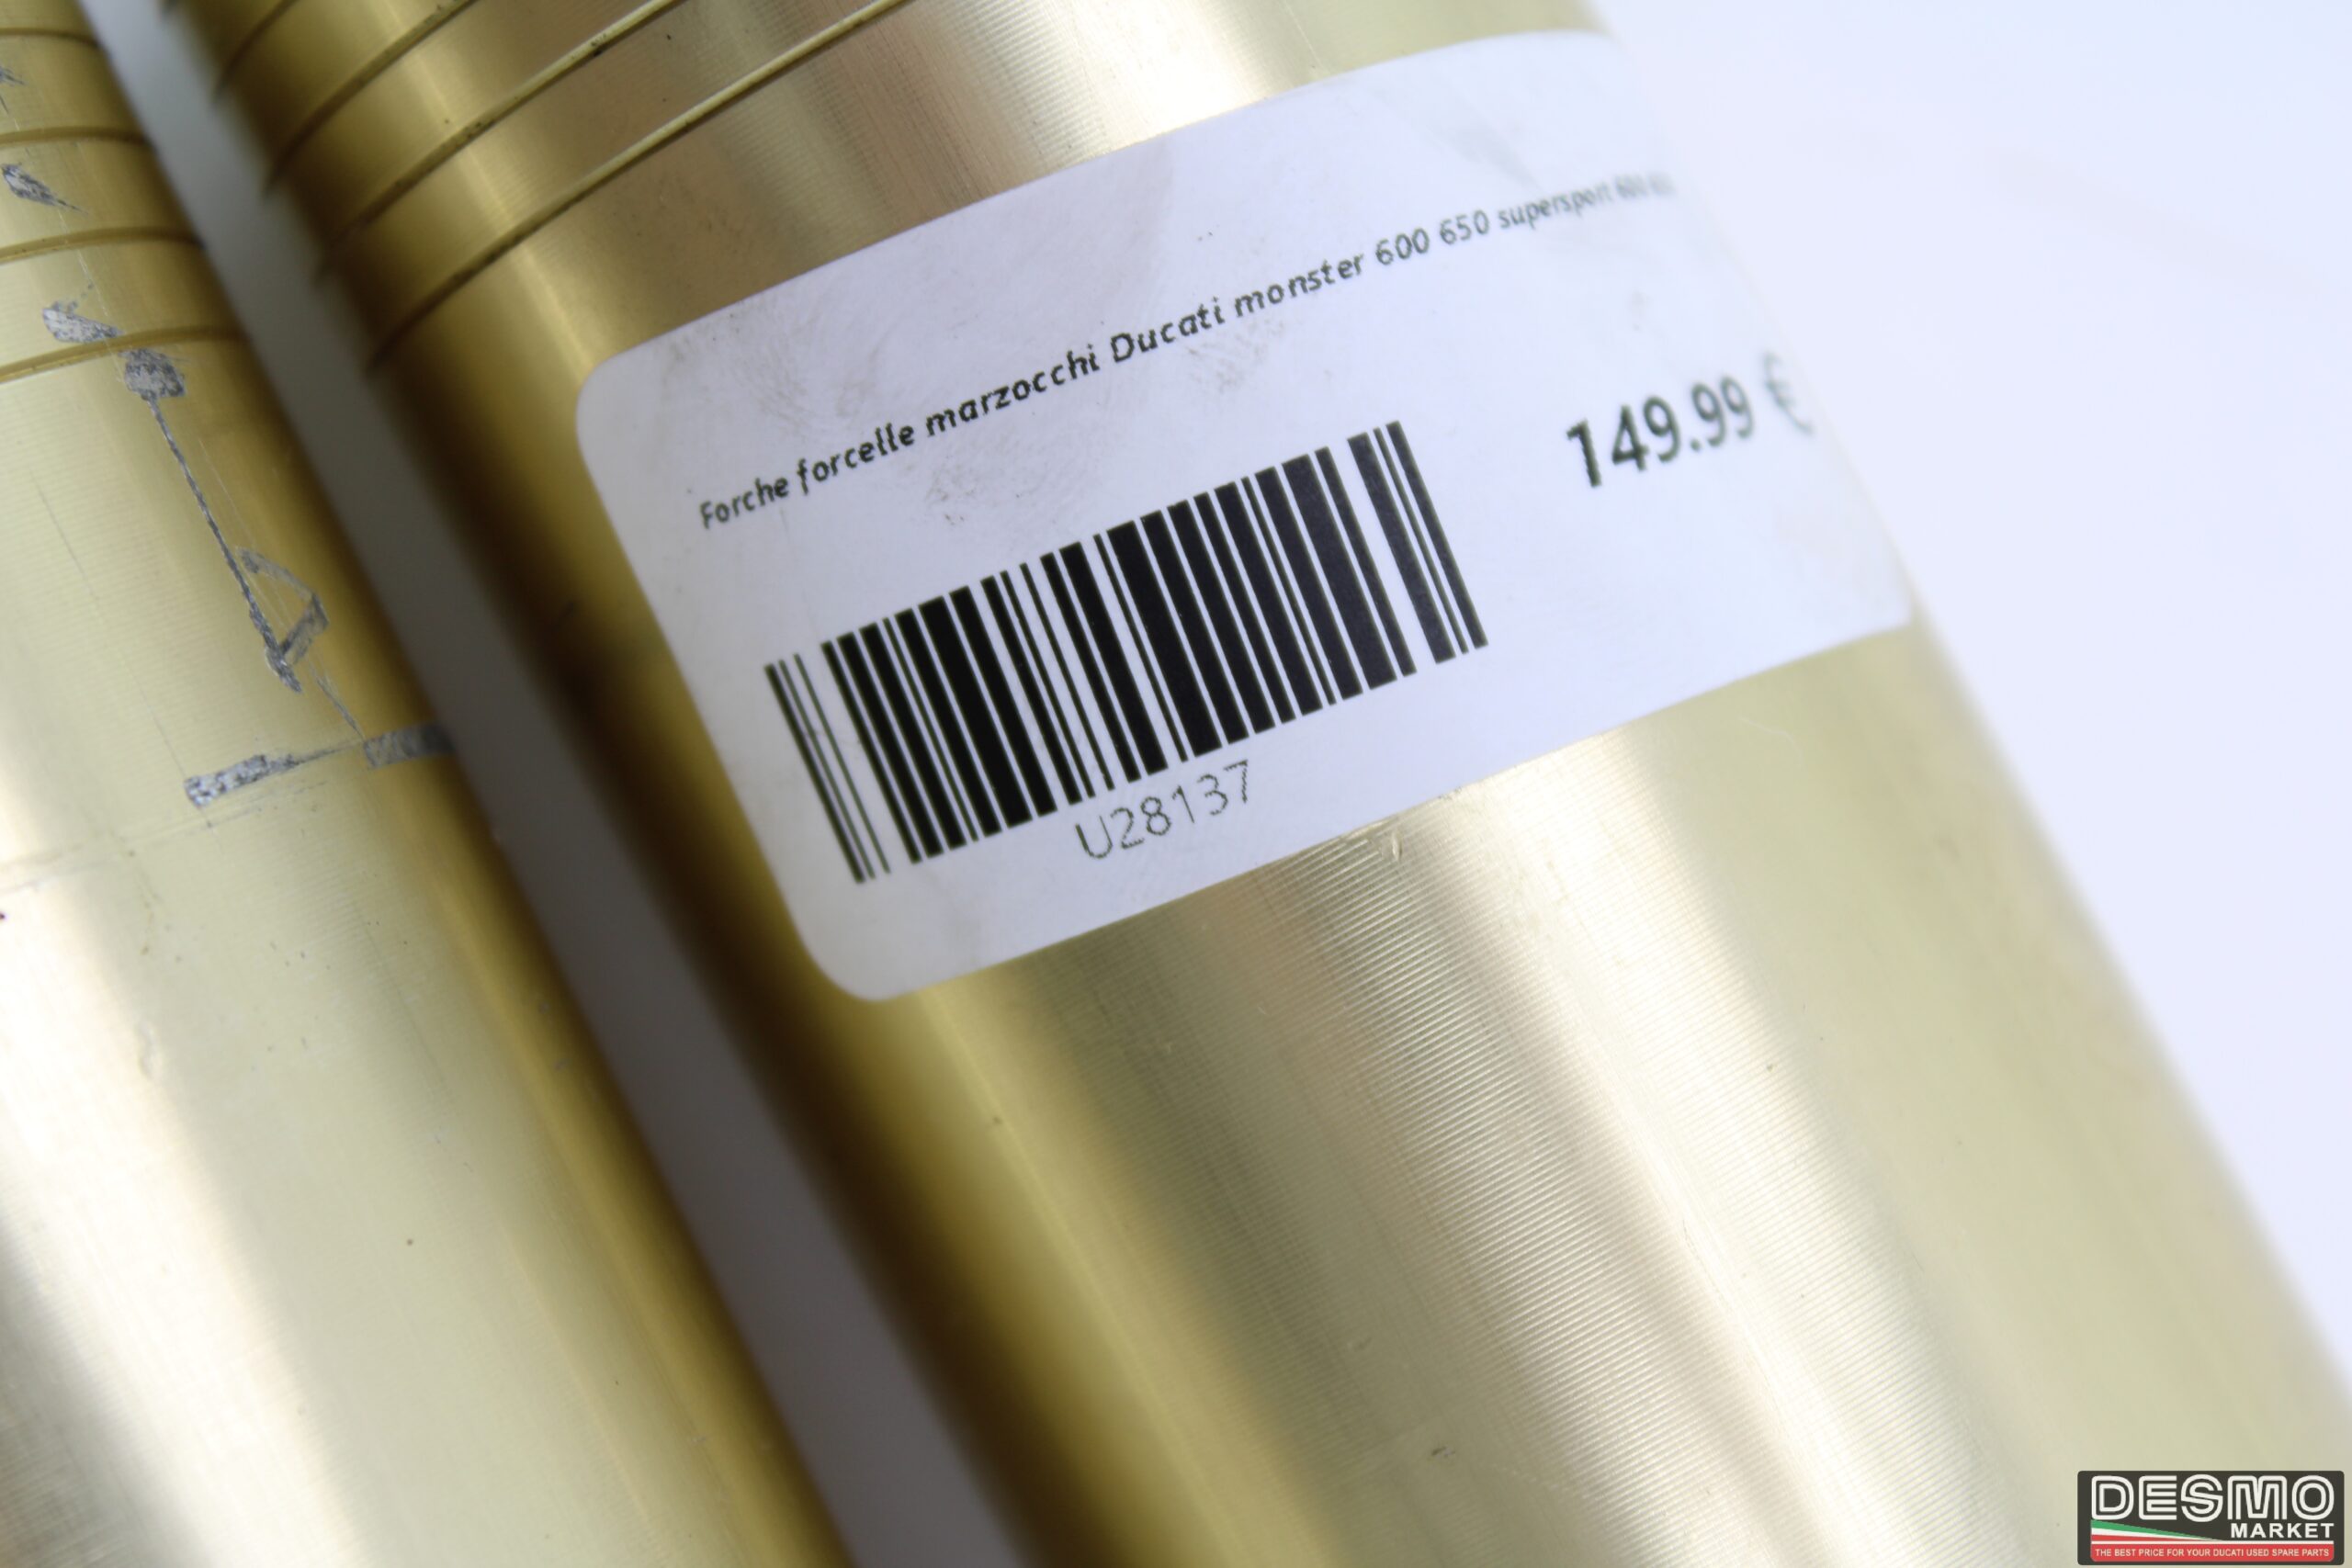 Forche forcelle marzocchi Ducati monster 600 650 supersport 600
149.99 €
U28137
DESMO
MARKET
THE BEST PRICE FOR YOUR DUCATI USED SPARE PARTS